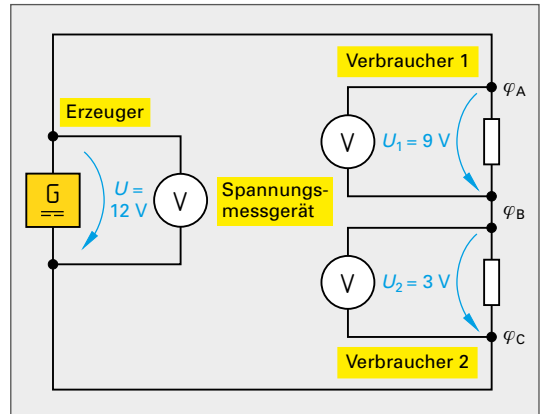 Verbraucher 1
φA
Erzeuger
V
U1 = 9 V
G
U =
12 V
V
Spannungs-
messgerät
φB
V
U2 = 3 V
φC
Verbraucher 2